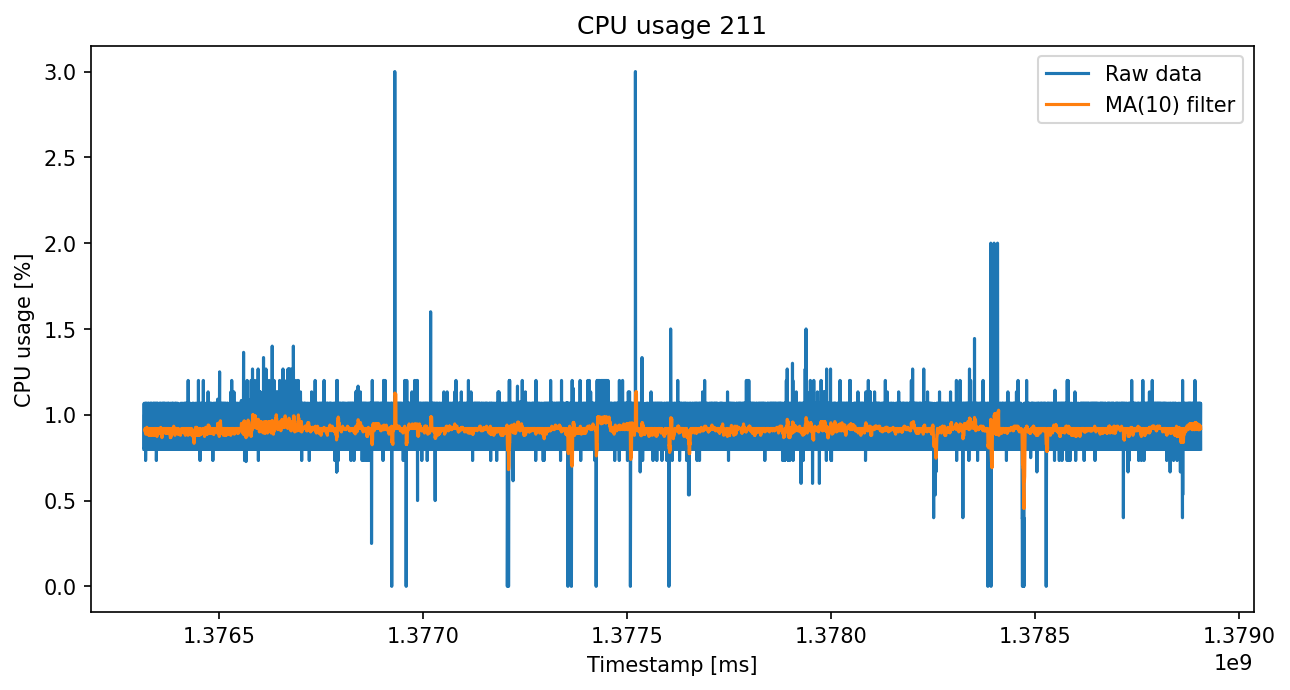 CPU usage 211
Raw data
MA(10) filter
CPU usage [%]
3.0
2.5
2.0
1.5
1.0
0.5
0.0
1.3765 1.3770 1.3775 1.3780 1.3785 1.3790
1e9
Timestamp [ms]